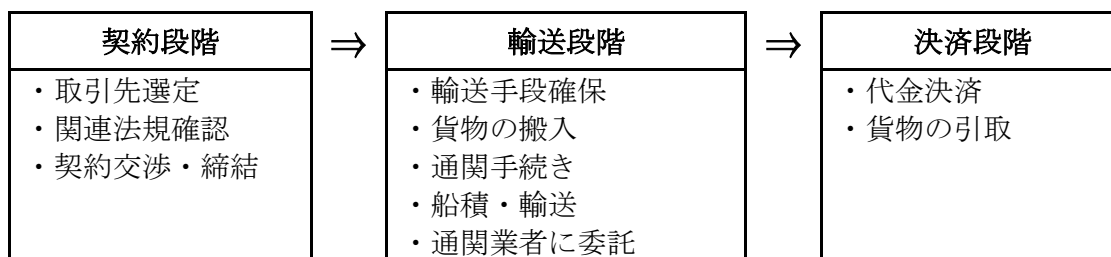 契約段階
⇒
輸送段階
⇒
決済段階
・取引先選定
・関連法規確認
・契約交渉・締結
・輸送手段確保
・貨物の搬入
・通関手続き
・船積・輸送
・通関業者に委託
・代金決済
・貨物の引取